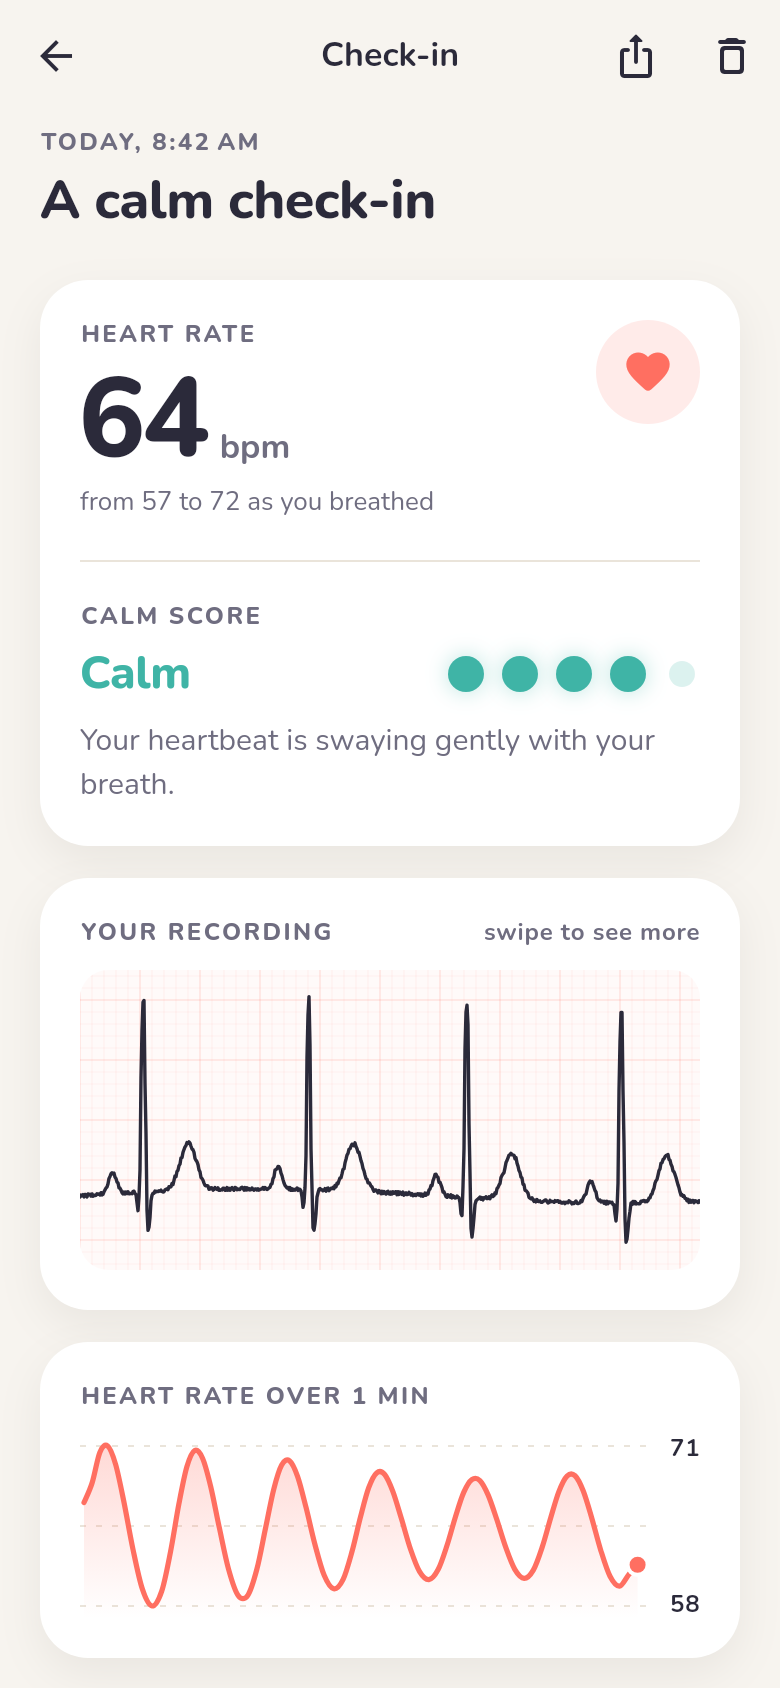 Check-in
TODAY, 8:42 AM
A calm check-in
HEART RATE
64 bpm
from 57 to 72 as you breathed
CALM SCORE
Calm
Your heartbeat is swaying gently with your
breath.
YOUR RECORDING
swipe to see more
HEART RATE OVER 1 MIN
71
58